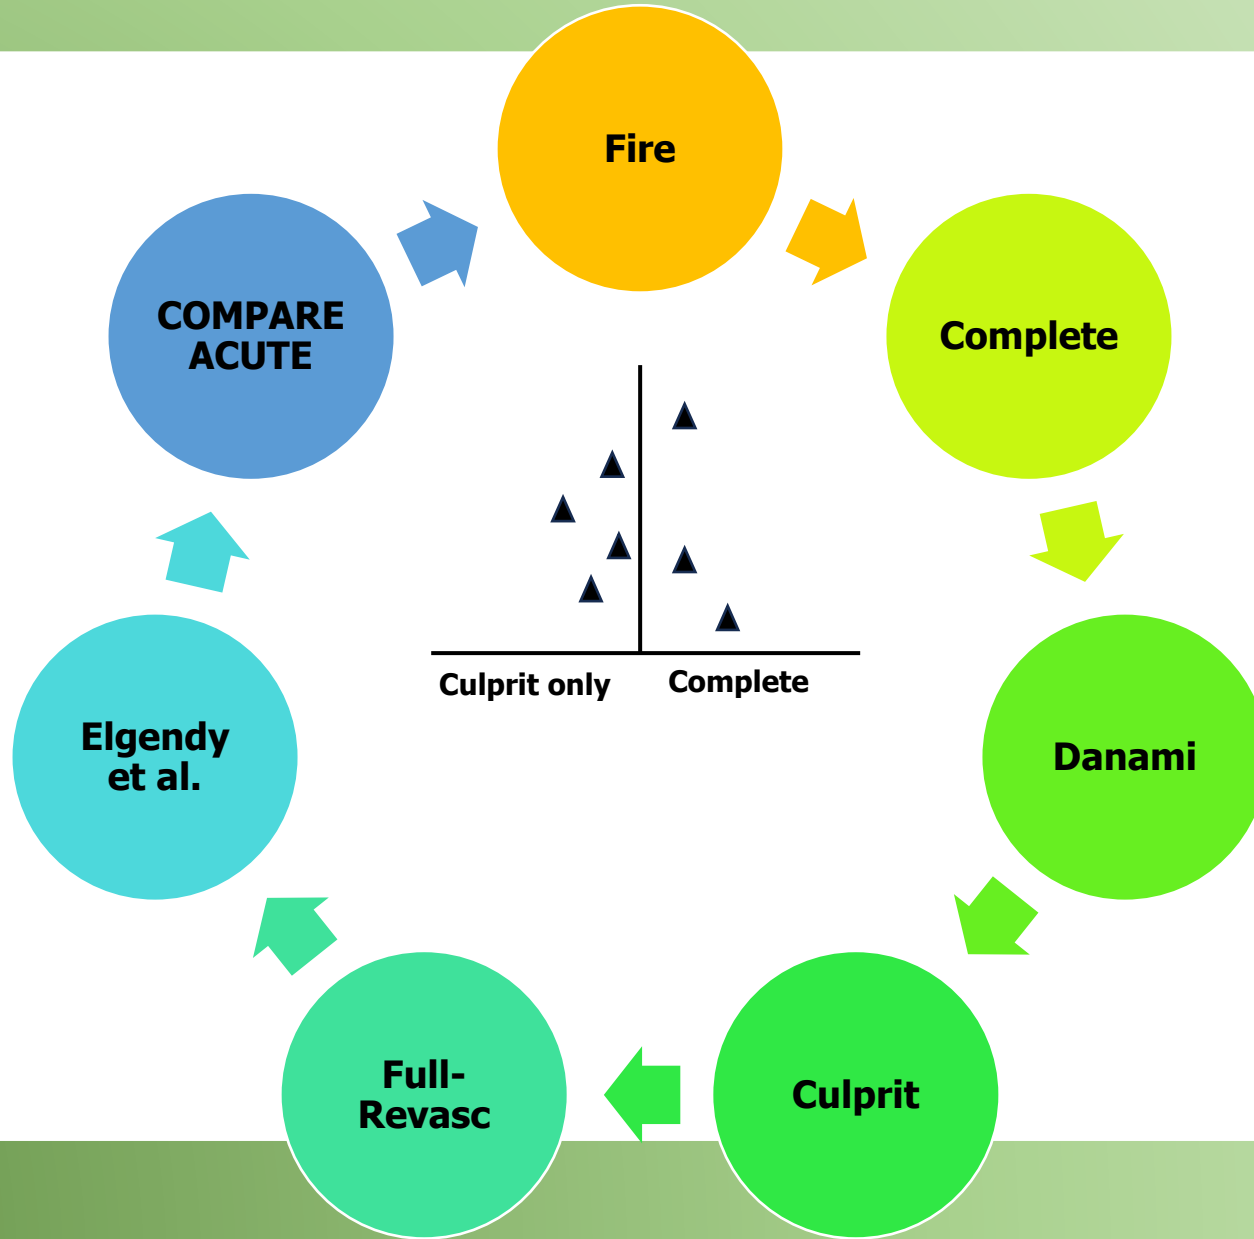 Fire
Complete
Danami
Culprit
Full-
Revasc
Elgendy
et al.
COMPARE
ACUTE
Culprit only
Complete